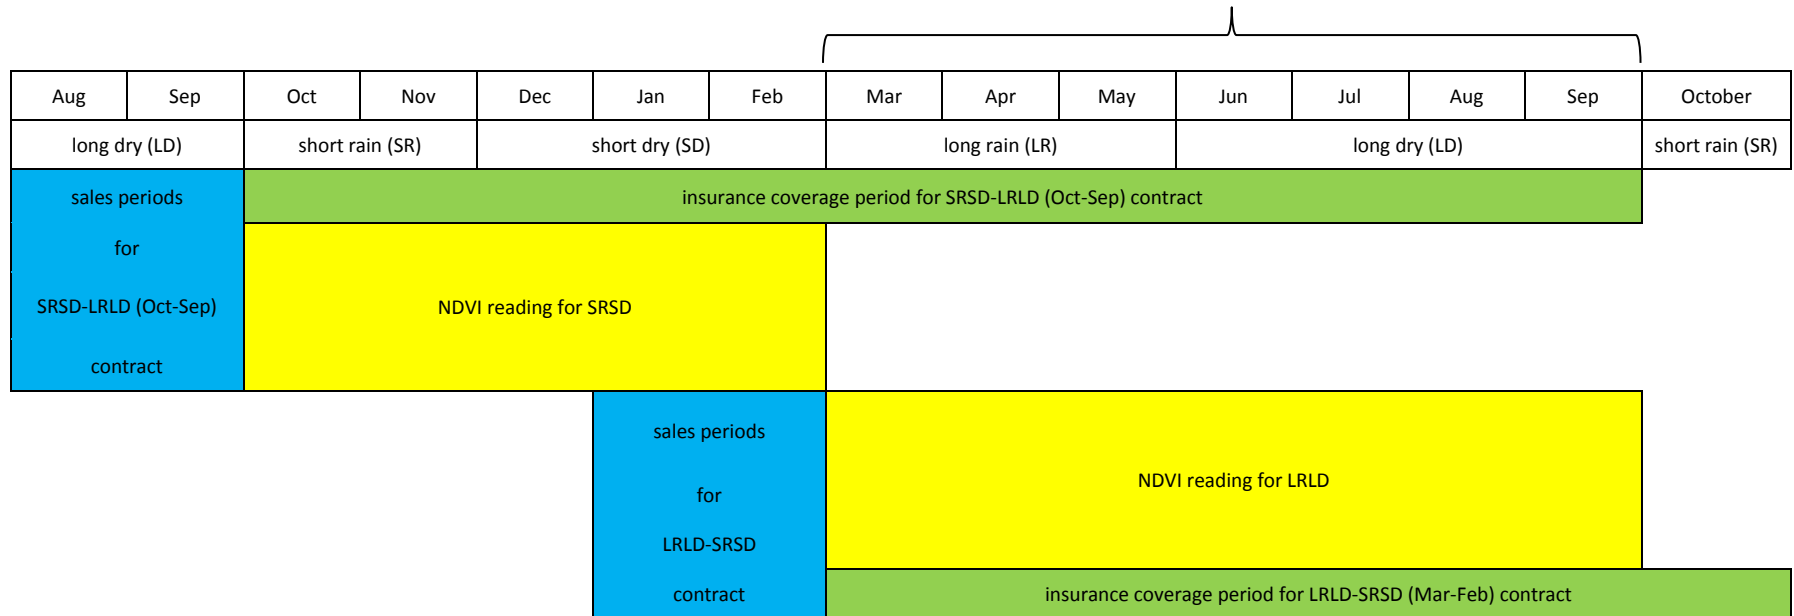 Aug Sep Oct Nov Dec Jan Feb Mar Apr May Jun Jul Aug Sep October
long dry (LD) short rain (SR) short dry (SD) long rain (LR) long dry (LD) short rain (SR)
sales periods
for
SRSD-LRLD (Oct-Sep)
contract
insurance coverage period for SRSD-LRLD (Oct-Sep) contract
NDVI reading for SRSD
sales periods
for
LRLD-SRSD
contract
NDVI reading for LRLD
insurance coverage period for LRLD-SRSD (Mar-Feb) contract